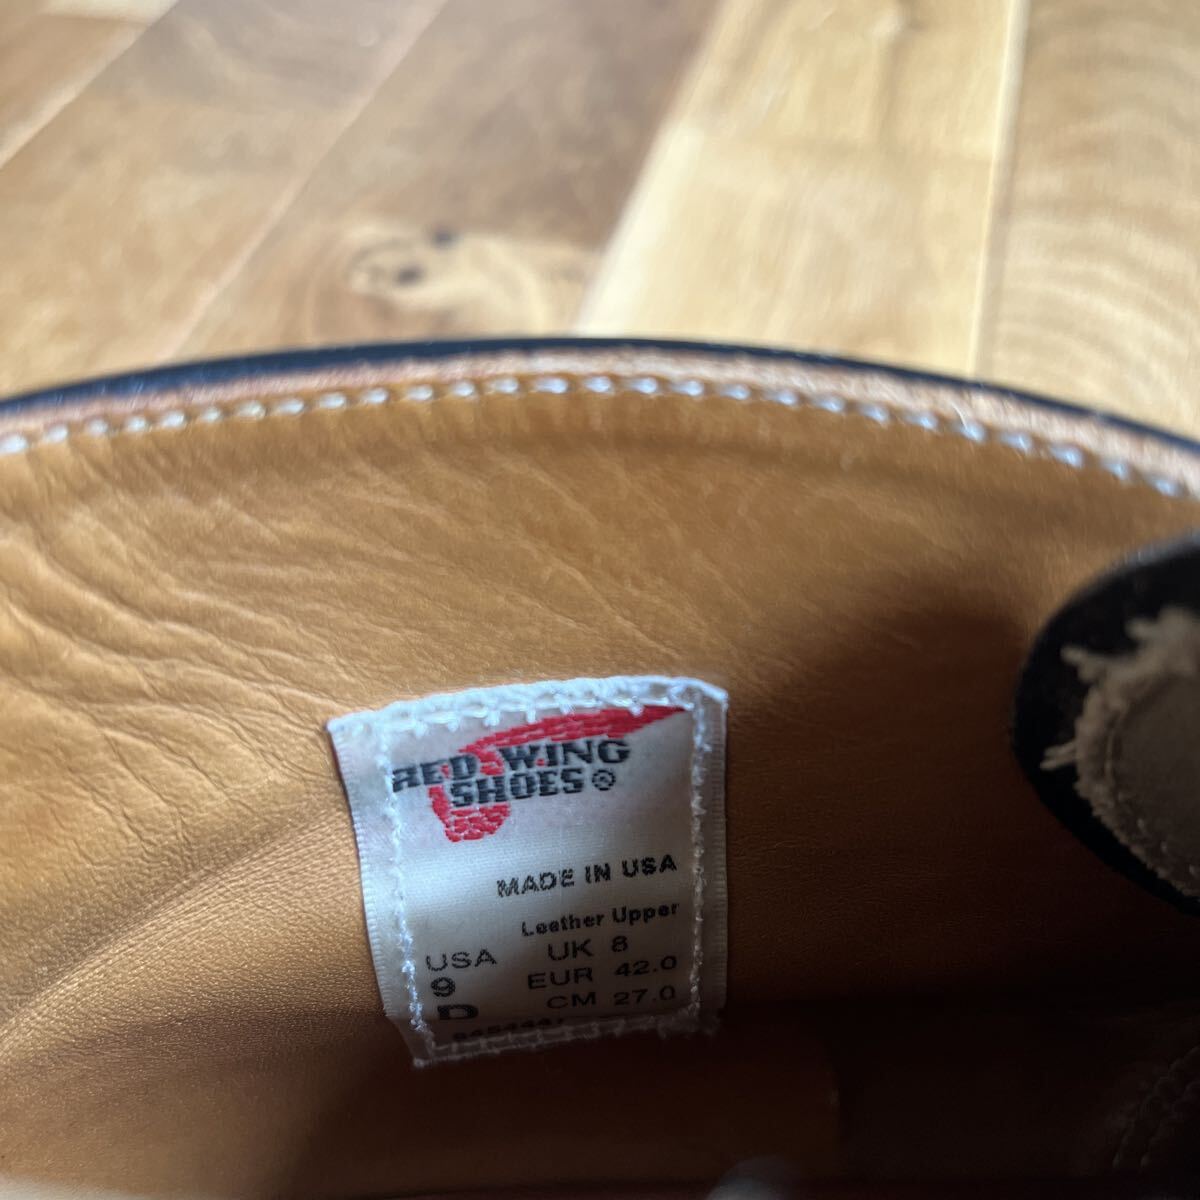 RED WING
SHOES®
MADE IN USA
Leather Upper
USA UK 8
9 EUR 42.0
D CM 27.0